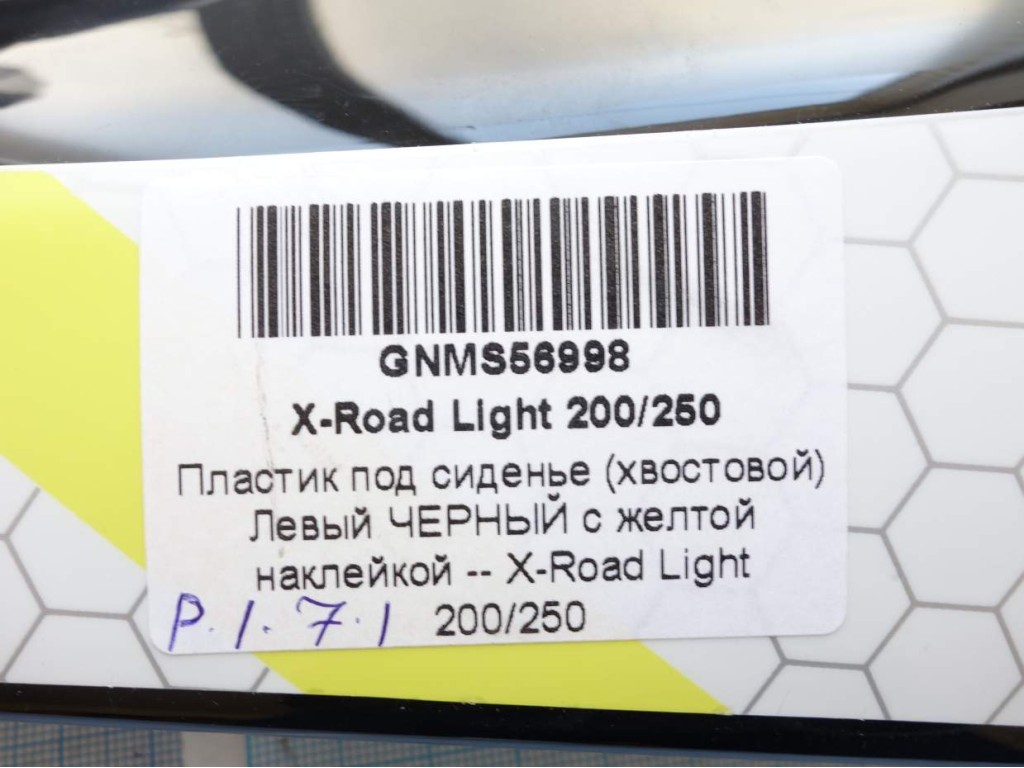 GNMS56998
X-Road Light 200/250
Пластик под сиденье (хвостовой)
Левый ЧЕРНЫЙ с желтой
наклейкой -- X-Road Light
200/250
P.1.7.1